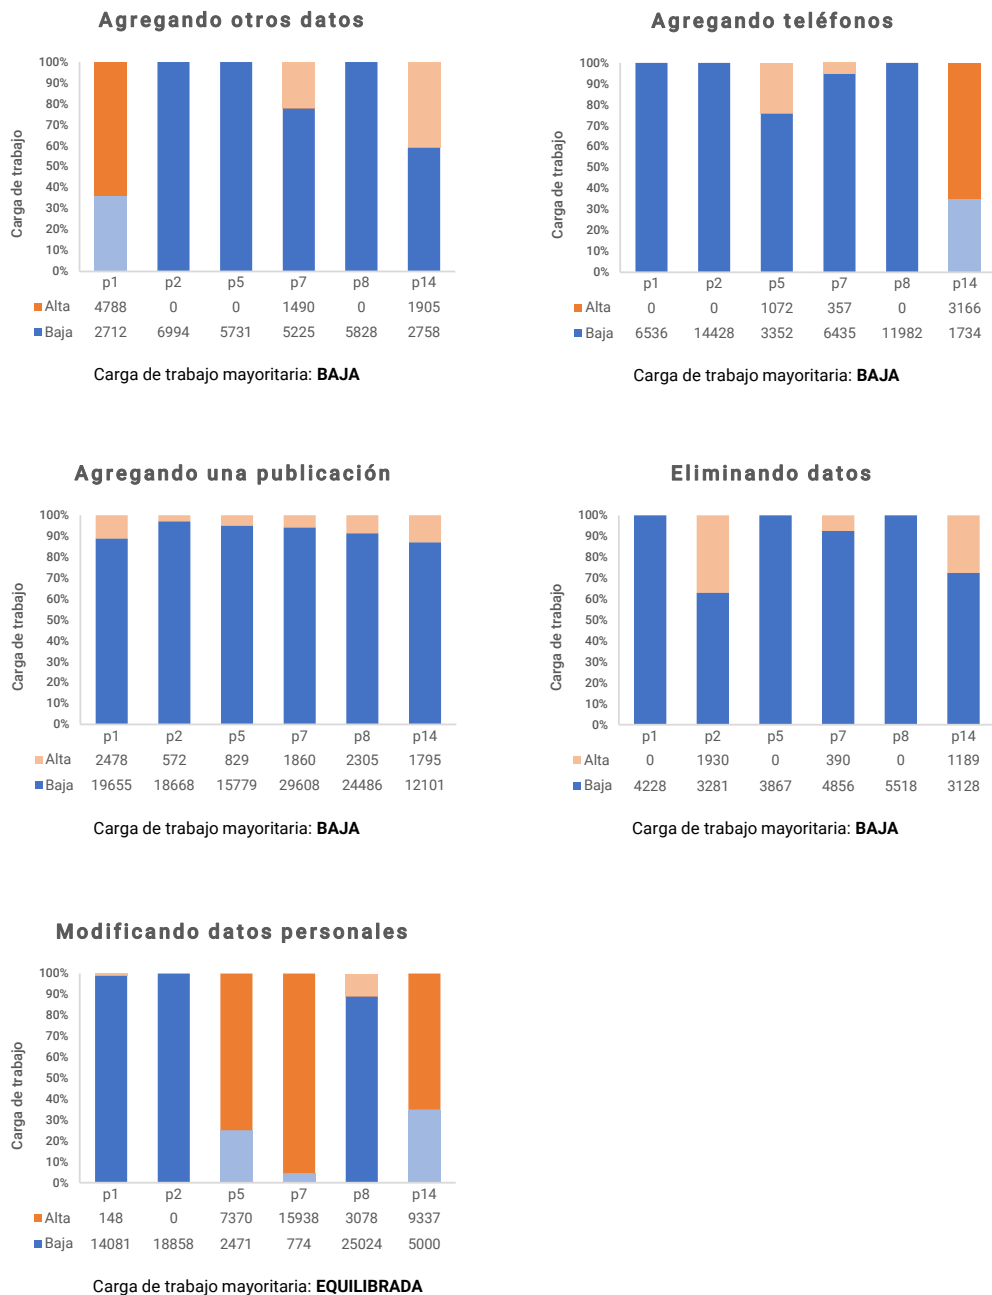 Agregando otros datos
100%
90%
80%
70%
60%
50%
40%
30%
20%
10%
0%
Carga de trabajo
p1 p2 p5 p7 p8 p14
Alta 4788 0 0 1490 0 1905
Baja 2712 6994 5731 5225 5828 2758
Carga de trabajo mayoritaria: BAJA
Agregando teléfonos
100%
90%
80%
70%
60%
50%
40%
30%
20%
10%
0%
Carga de trabajo
p1 p2 p5 p7 p8 p14
Alta 0 0 1072 357 0 3166
Baja 6536 14428 3352 6435 11982 1734
Carga de trabajo mayoritaria: BAJA
Agregando una publicación
100%
90%
80%
70%
60%
50%
40%
30%
20%
10%
0%
Carga de trabajo
p1 p2 p5 p7 p8 p14
Alta 2478 572 829 1860 2305 1795
Baja 19655 18668 15779 29608 24486 12101
Carga de trabajo mayoritaria: BAJA
Eliminando datos
100%
90%
80%
70%
60%
50%
40%
30%
20%
10%
0%
Carga de trabajo
p1 p2 p5 p7 p8 p14
Alta 0 1930 0 390 0 1189
Baja 4228 3281 3867 4856 5518 3128
Carga de trabajo mayoritaria: BAJA
Modificando datos personales
100%
90%
80%
70%
60%
50%
40%
30%
20%
10%
0%
Carga de trabajo
p1 p2 p5 p7 p8 p14
Alta 148 0 7370 15938 3078 9337
Baja 14081 18858 2471 774 25024 5000
Carga de trabajo mayoritaria: EQUILIBRADA